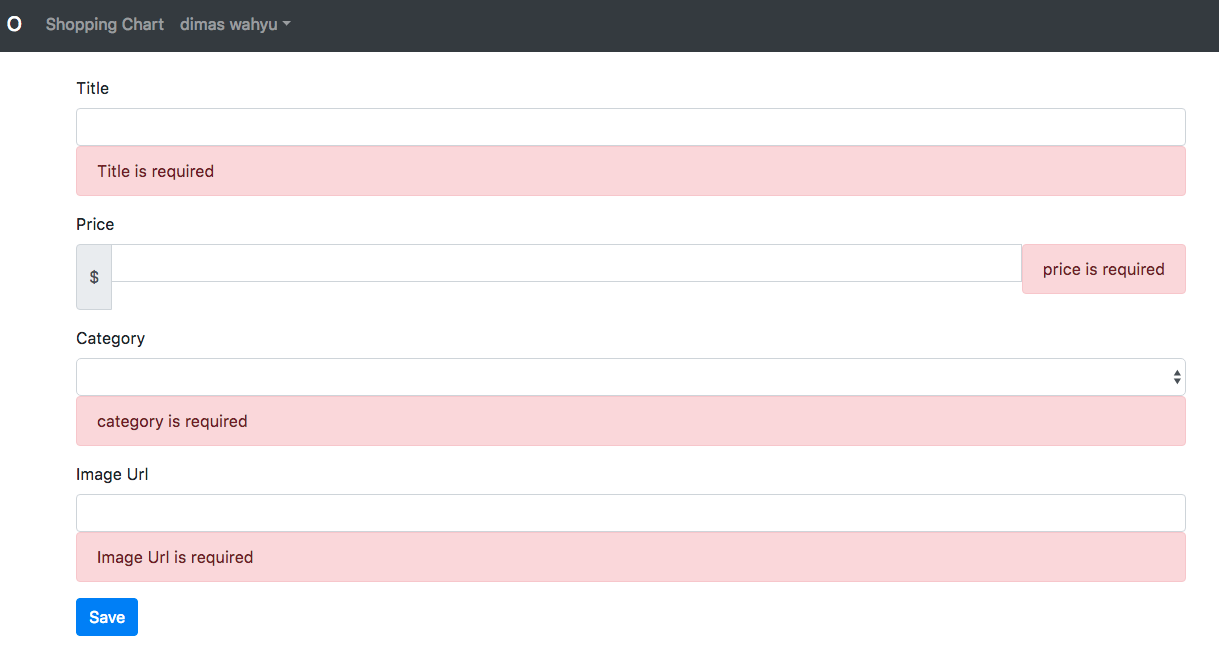 O Shopping Chart dimas wahyu
Title
Title is required
Price
$ price is required
Category
category is required
Image Url
Image Url is required
Save